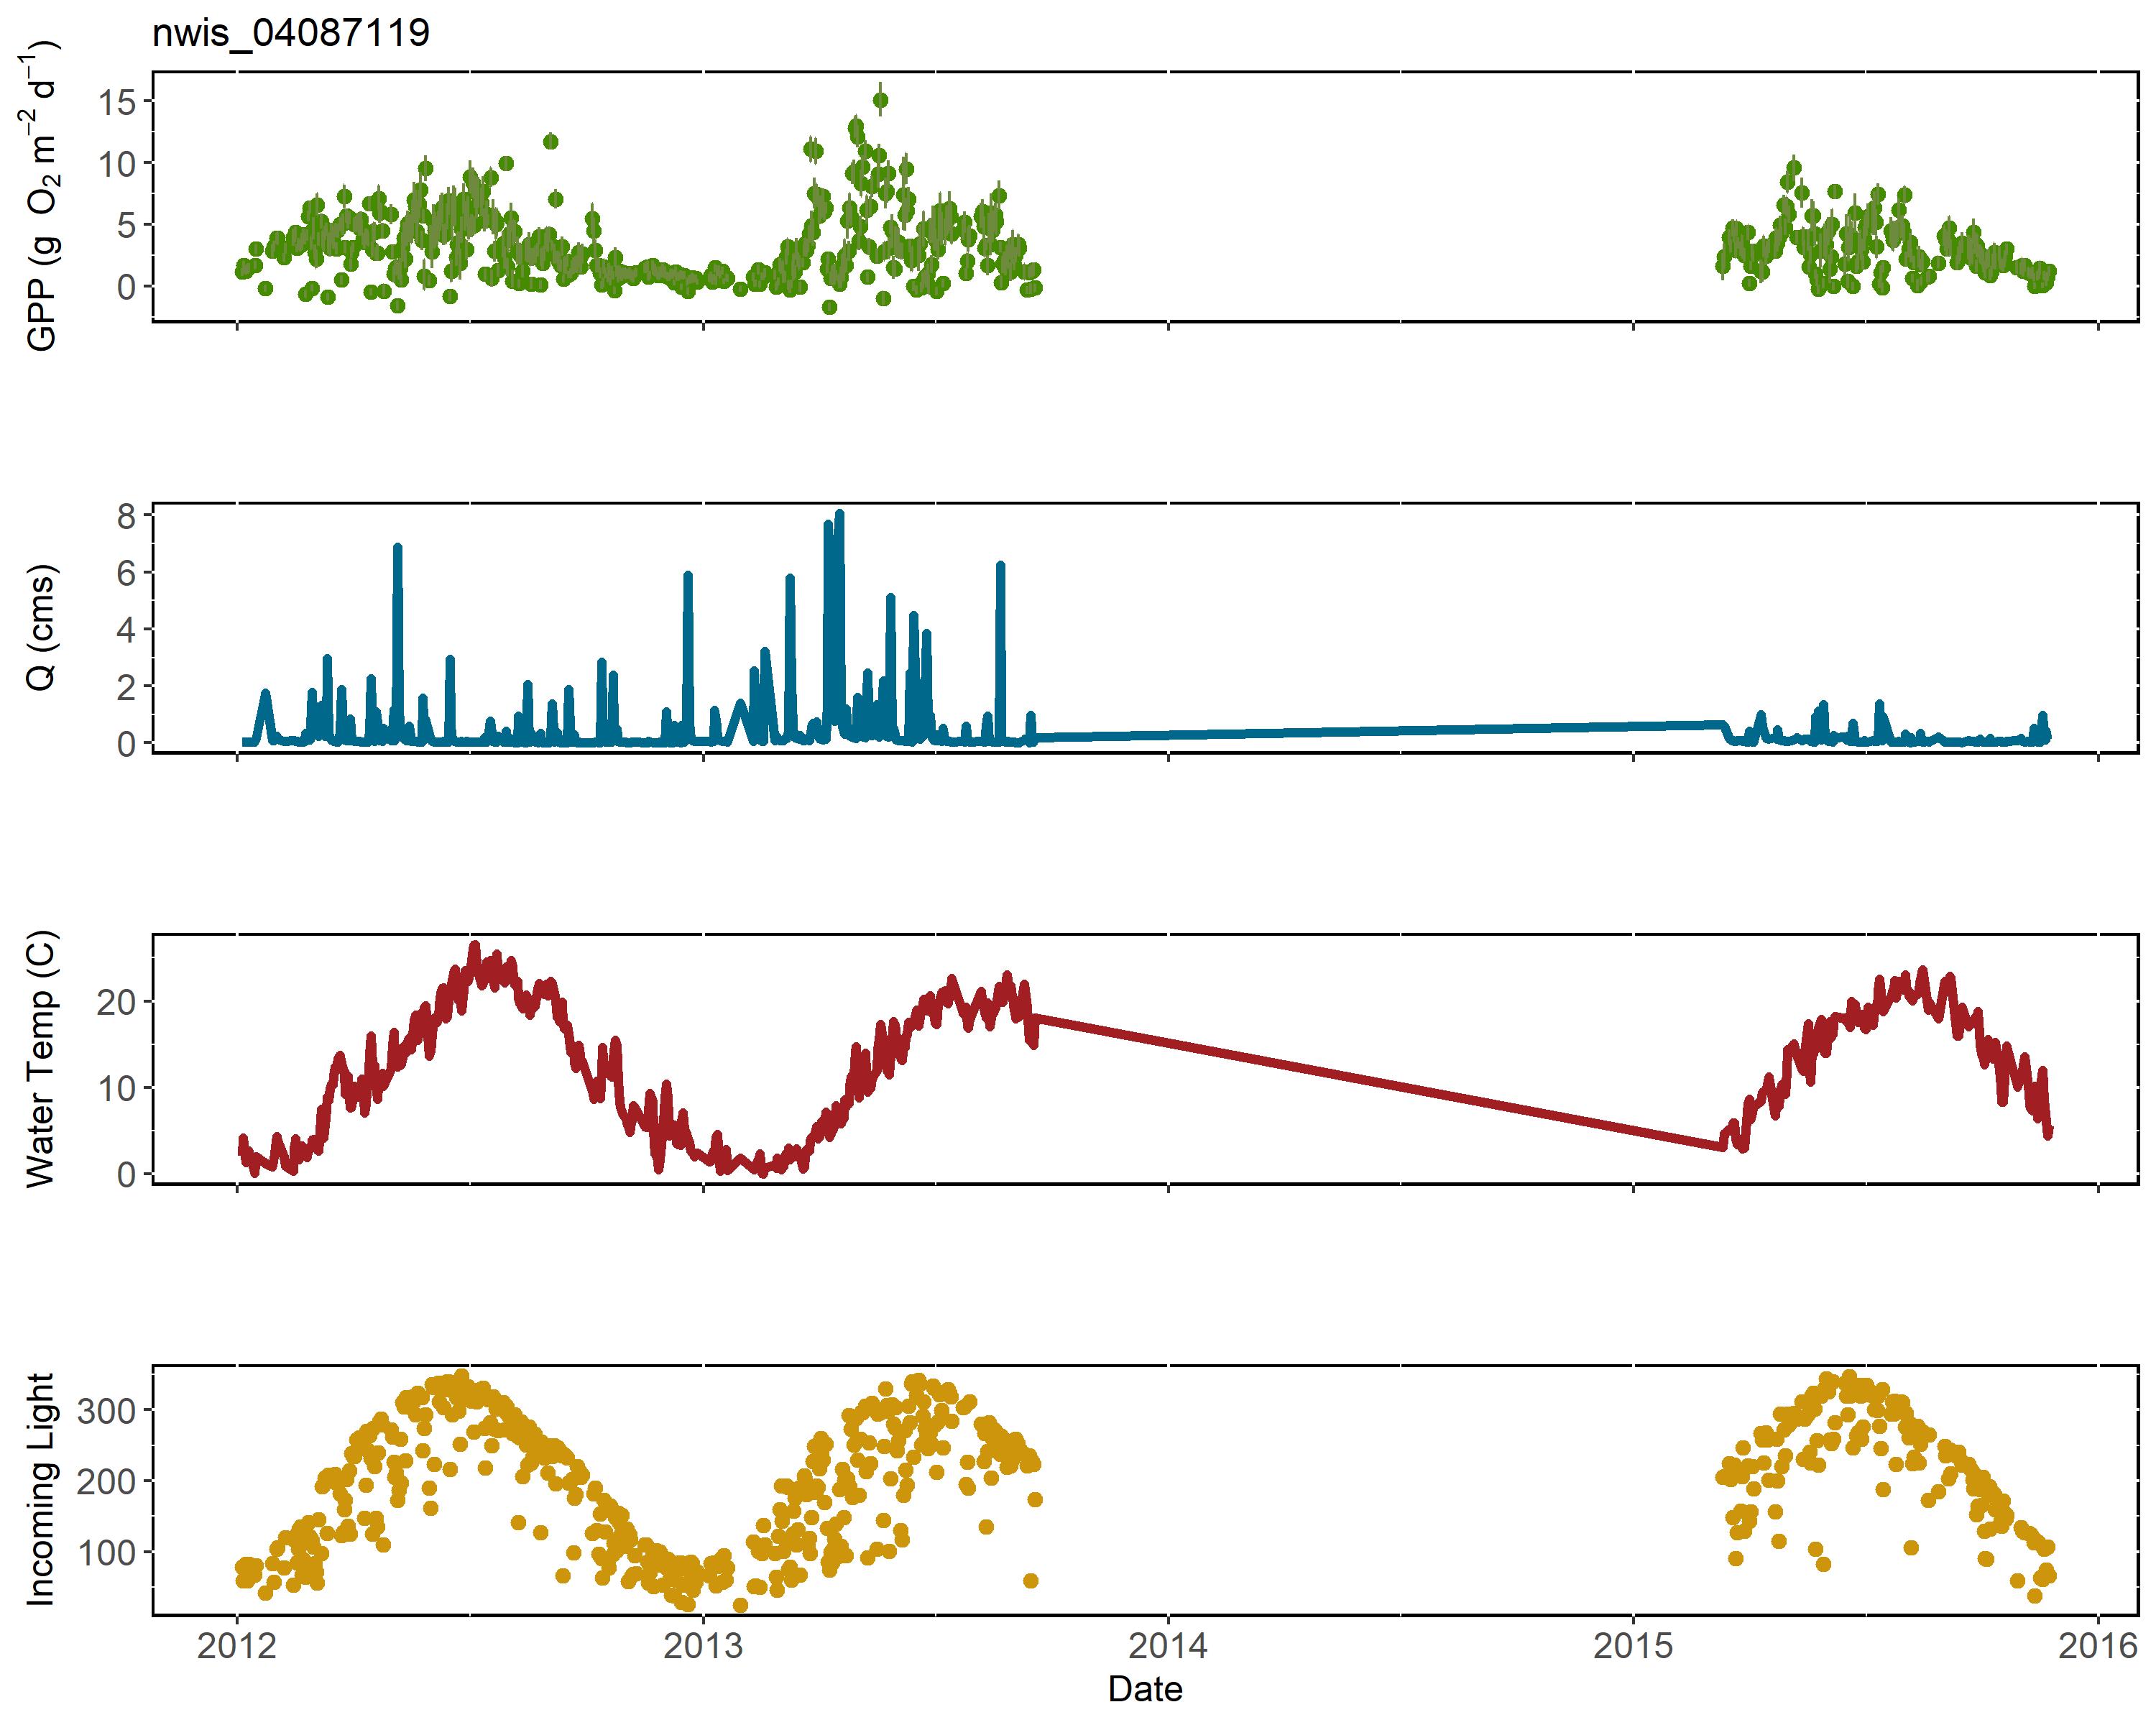 nwis_04087119
GPP (g O₂ m⁻² d⁻¹)
15
10
5
0
Q (cms)
8
6
4
2
0
Water Temp (C)
20
10
0
Incoming Light
300
200
100
2012 2013 2014 2015 2016
Date